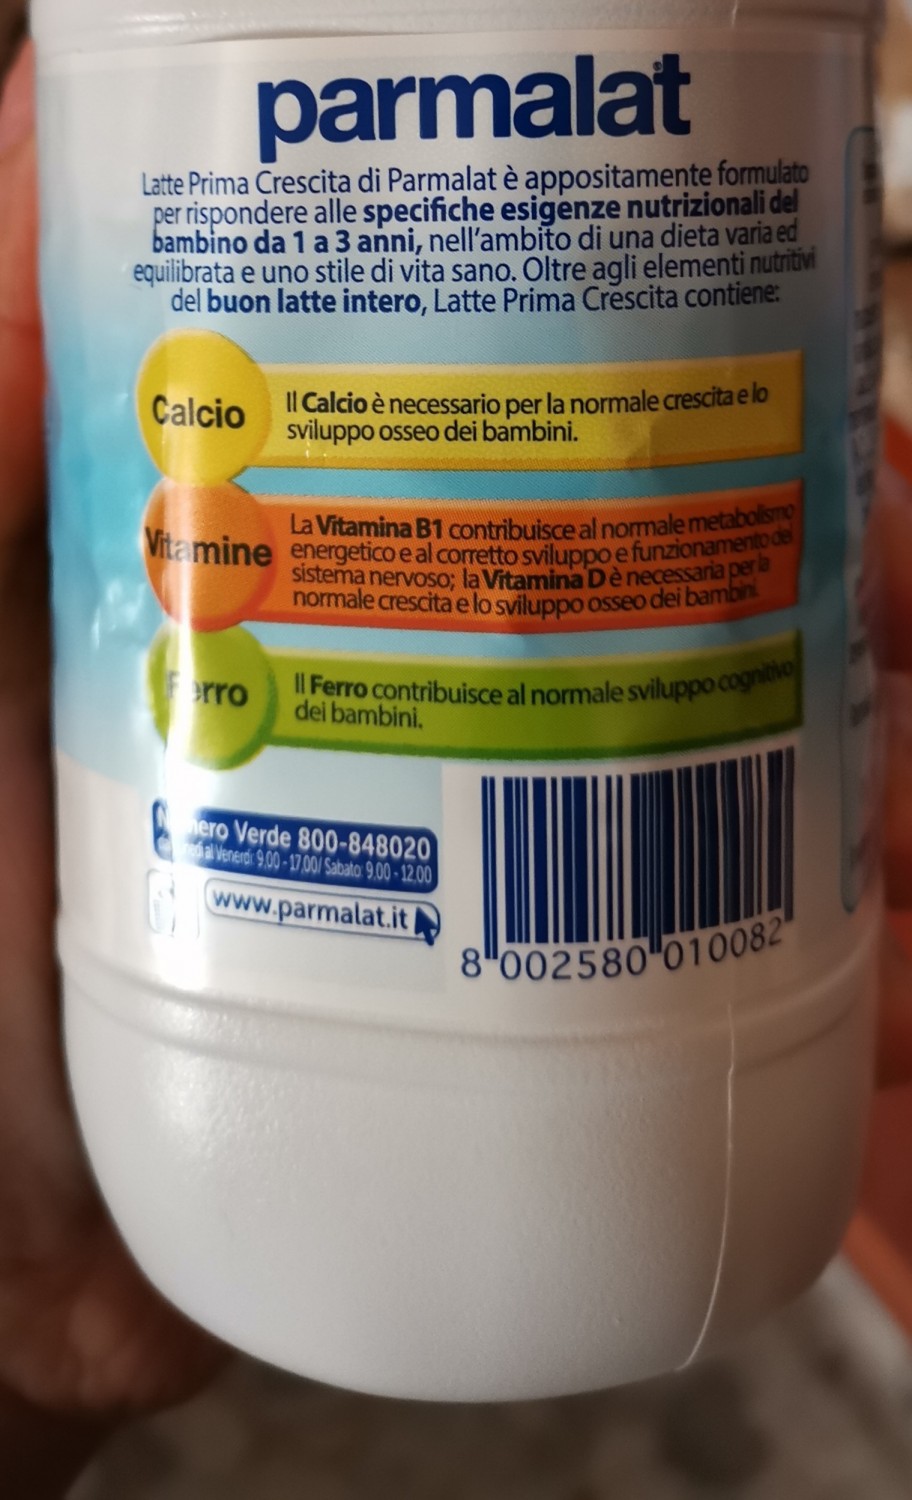 parmalat
Latte Prima Crescita di Parmalat è appositamente formulato
per rispondere alle specifiche esigenze nutrizionali del
bambino da 1 a 3 anni, nell'ambito di una dieta varia ed
equilibrata e uno stile di vita sano. Oltre agli elementi nutritivi
del buon latte intero, Latte Prima Crescita contiene:
Calcio
Il Calcio è necessario per la normale crescita e lo
sviluppo osseo dei bambini.
Vitamine
La Vitamina B1 contribuisce al normale metabolismo
energetico e al corretto sviluppo e funzionamento del
sistema nervoso; la Vitamina D è necessaria per la
normale crescita e lo sviluppo osseo dei bambini.
Ferro
Il Ferro contribuisce al normale sviluppo cognitivo
dei bambini.
Numero Verde 800-848020
al Venerdì: 9,00 - 17,00/ Sabato: 9,00 - 12,00
www.parmalat.it
8 002580 010082